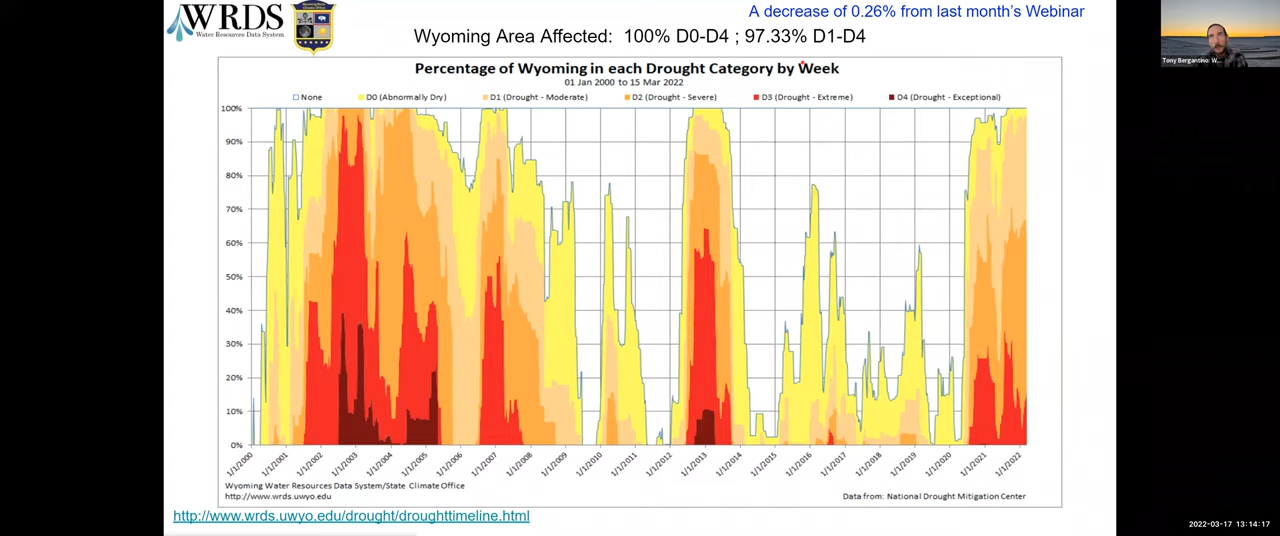 WRDS
Water Resources Data System
A decrease of 0.26% from last month's Webinar
Wyoming Area Affected: 100% D0-D4 ; 97.33% D1-D4
Tony Bergantino: W...
Percentage of Wyoming in each Drought Category by Week
01 Jan 2000 to 15 Mar 2022
None D0 (Abnormally Dry) D1 (Drought - Moderate) D2 (Drought - Severe) D3 (Drought - Extreme) D4 (Drought - Exceptional)
100%
90%
80%
70%
60%
50%
40%
30%
20%
10%
0%
1/1/2000 1/1/2001 1/1/2002 1/1/2003 1/1/2004 1/1/2005 1/1/2006 1/1/2007 1/1/2008 1/1/2009 1/1/2010 1/1/2011 1/1/2012 1/1/2013 1/1/2014 1/1/2015 1/1/2016 1/1/2017 1/1/2018 1/1/2019 1/1/2020 1/1/2021 1/1/2022
Wyoming Water Resources Data System/State Climate Office
http://www.wrds.uwyo.edu
Data from: National Drought Mitigation Center
http://www.wrds.uwyo.edu/drought/droughttimeline.html
2022-03-17 13:14:17